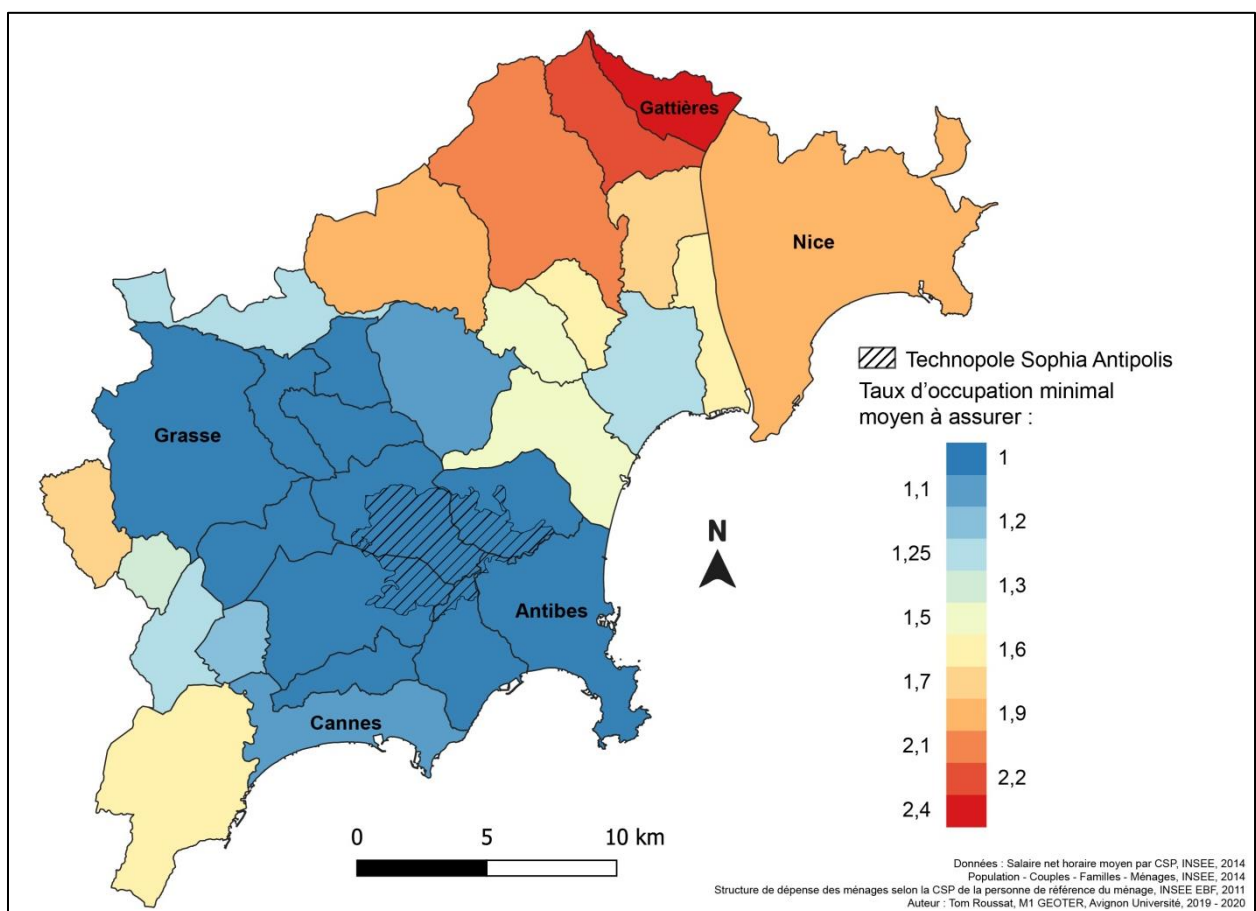 Gattières
Nice
Grasse
Antibes
Cannes
N
Technopole Sophia Antipolis
Taux d'occupation minimal
moyen à assurer :
1
1,1
1,2
1,25
1,3
1,5
1,6
1,7
1,9
2,1
2,2
2,4
0 5 10 km
Données : Salaire net horaire moyen par CSP, INSEE, 2014
Population - Couples - Familles - Ménages, INSEE, 2014
Structure de dépense des ménages selon la CSP de la personne de référence du ménage, INSEE EBF, 2011
Auteur : Tom Roussat, M1 GEOTER, Avignon Université, 2019 - 2020